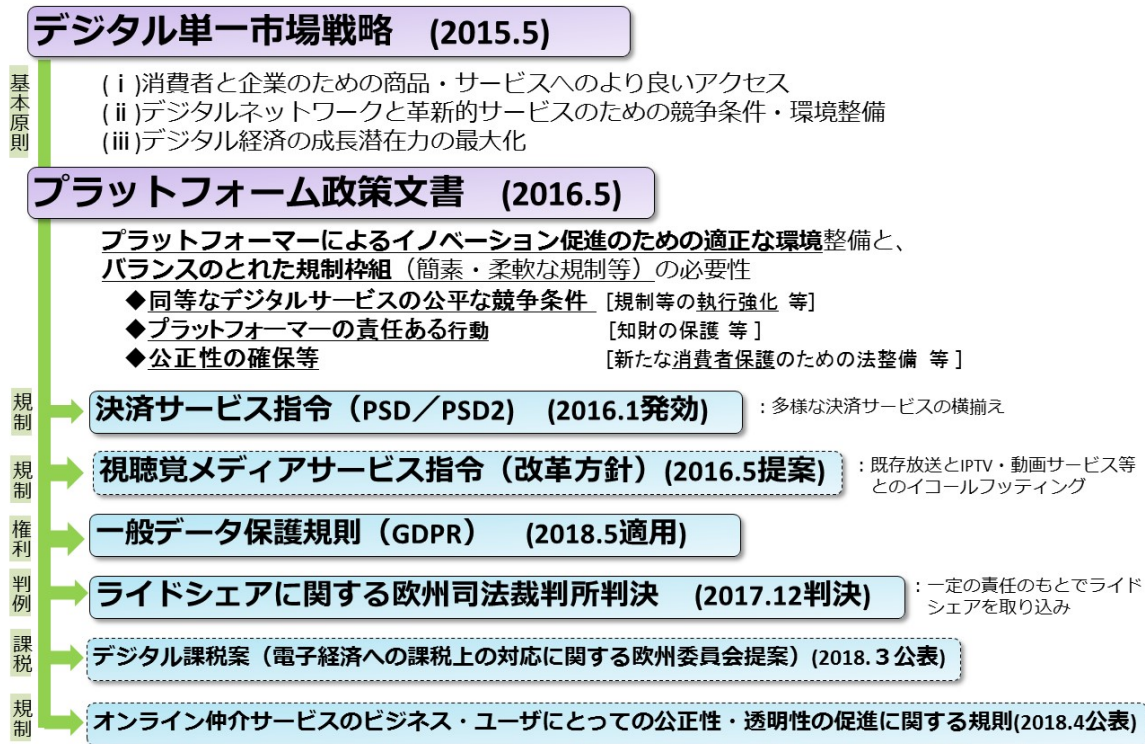 デジタル単一市場戦略 (2015.5)
基本原則
(ⅰ)消費者と企業のための商品・サービスへのより良いアクセス
(ⅱ)デジタルネットワークと革新的サービスのための競争条件・環境整備
(ⅲ)デジタル経済の成長潜在力の最大化
プラットフォーム政策文書 (2016.5)
プラットフォーマーによるイノベーション促進のための適正な環境整備と、
バランスのとれた規制枠組（簡素・柔軟な規制等）の必要性
◆同等なデジタルサービスの公平な競争条件 [規制等の執行強化 等]
◆プラットフォーマーの責任ある行動 [知財の保護 等 ]
◆公正性の確保等 [新たな消費者保護のための法整備 等 ]
規制
決済サービス指令（PSD／PSD2) (2016.1発効)
：多様な決済サービスの横揃え
規制
視聴覚メディアサービス指令（改革方針）(2016.5提案)
：既存放送とIPTV・動画サービス等
とのイコールフッティング
権利
一般データ保護規則（GDPR） (2018.5適用)
判例
ライドシェアに関する欧州司法裁判所判決 (2017.12判決)
：一定の責任のもとでライド
シェアを取り込み
課税
デジタル課税案（電子経済への課税上の対応に関する欧州委員会提案）(2018.３公表)
規制
オンライン仲介サービスのビジネス・ユーザにとっての公正性・透明性の促進に関する規則(2018.4公表)